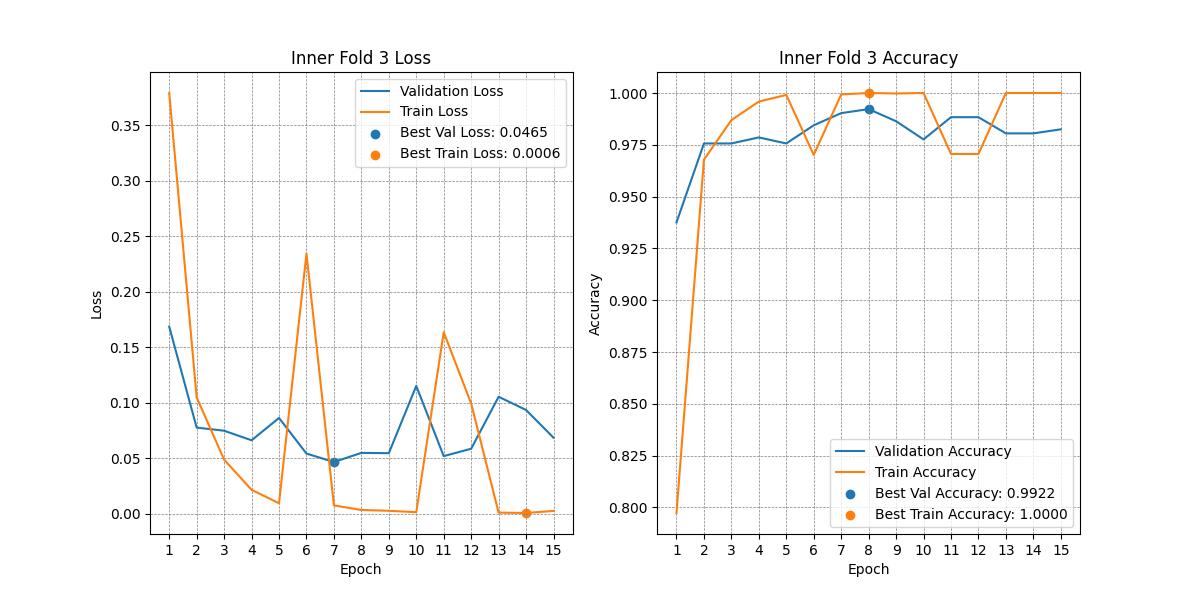 Inner Fold 3 Loss
Validation Loss
Train Loss
Best Val Loss: 0.0465
Best Train Loss: 0.0006
0.35
0.30
0.25
0.20
0.15
0.10
0.05
0.00
Loss
1 2 3 4 5 6 7 8 9 10 11 12 13 14 15
Epoch
Inner Fold 3 Accuracy
1.000
0.975
0.950
0.925
0.900
0.875
0.850
0.825
0.800
Accuracy
Validation Accuracy
Train Accuracy
Best Val Accuracy: 0.9922
Best Train Accuracy: 1.0000
1 2 3 4 5 6 7 8 9 10 11 12 13 14 15
Epoch